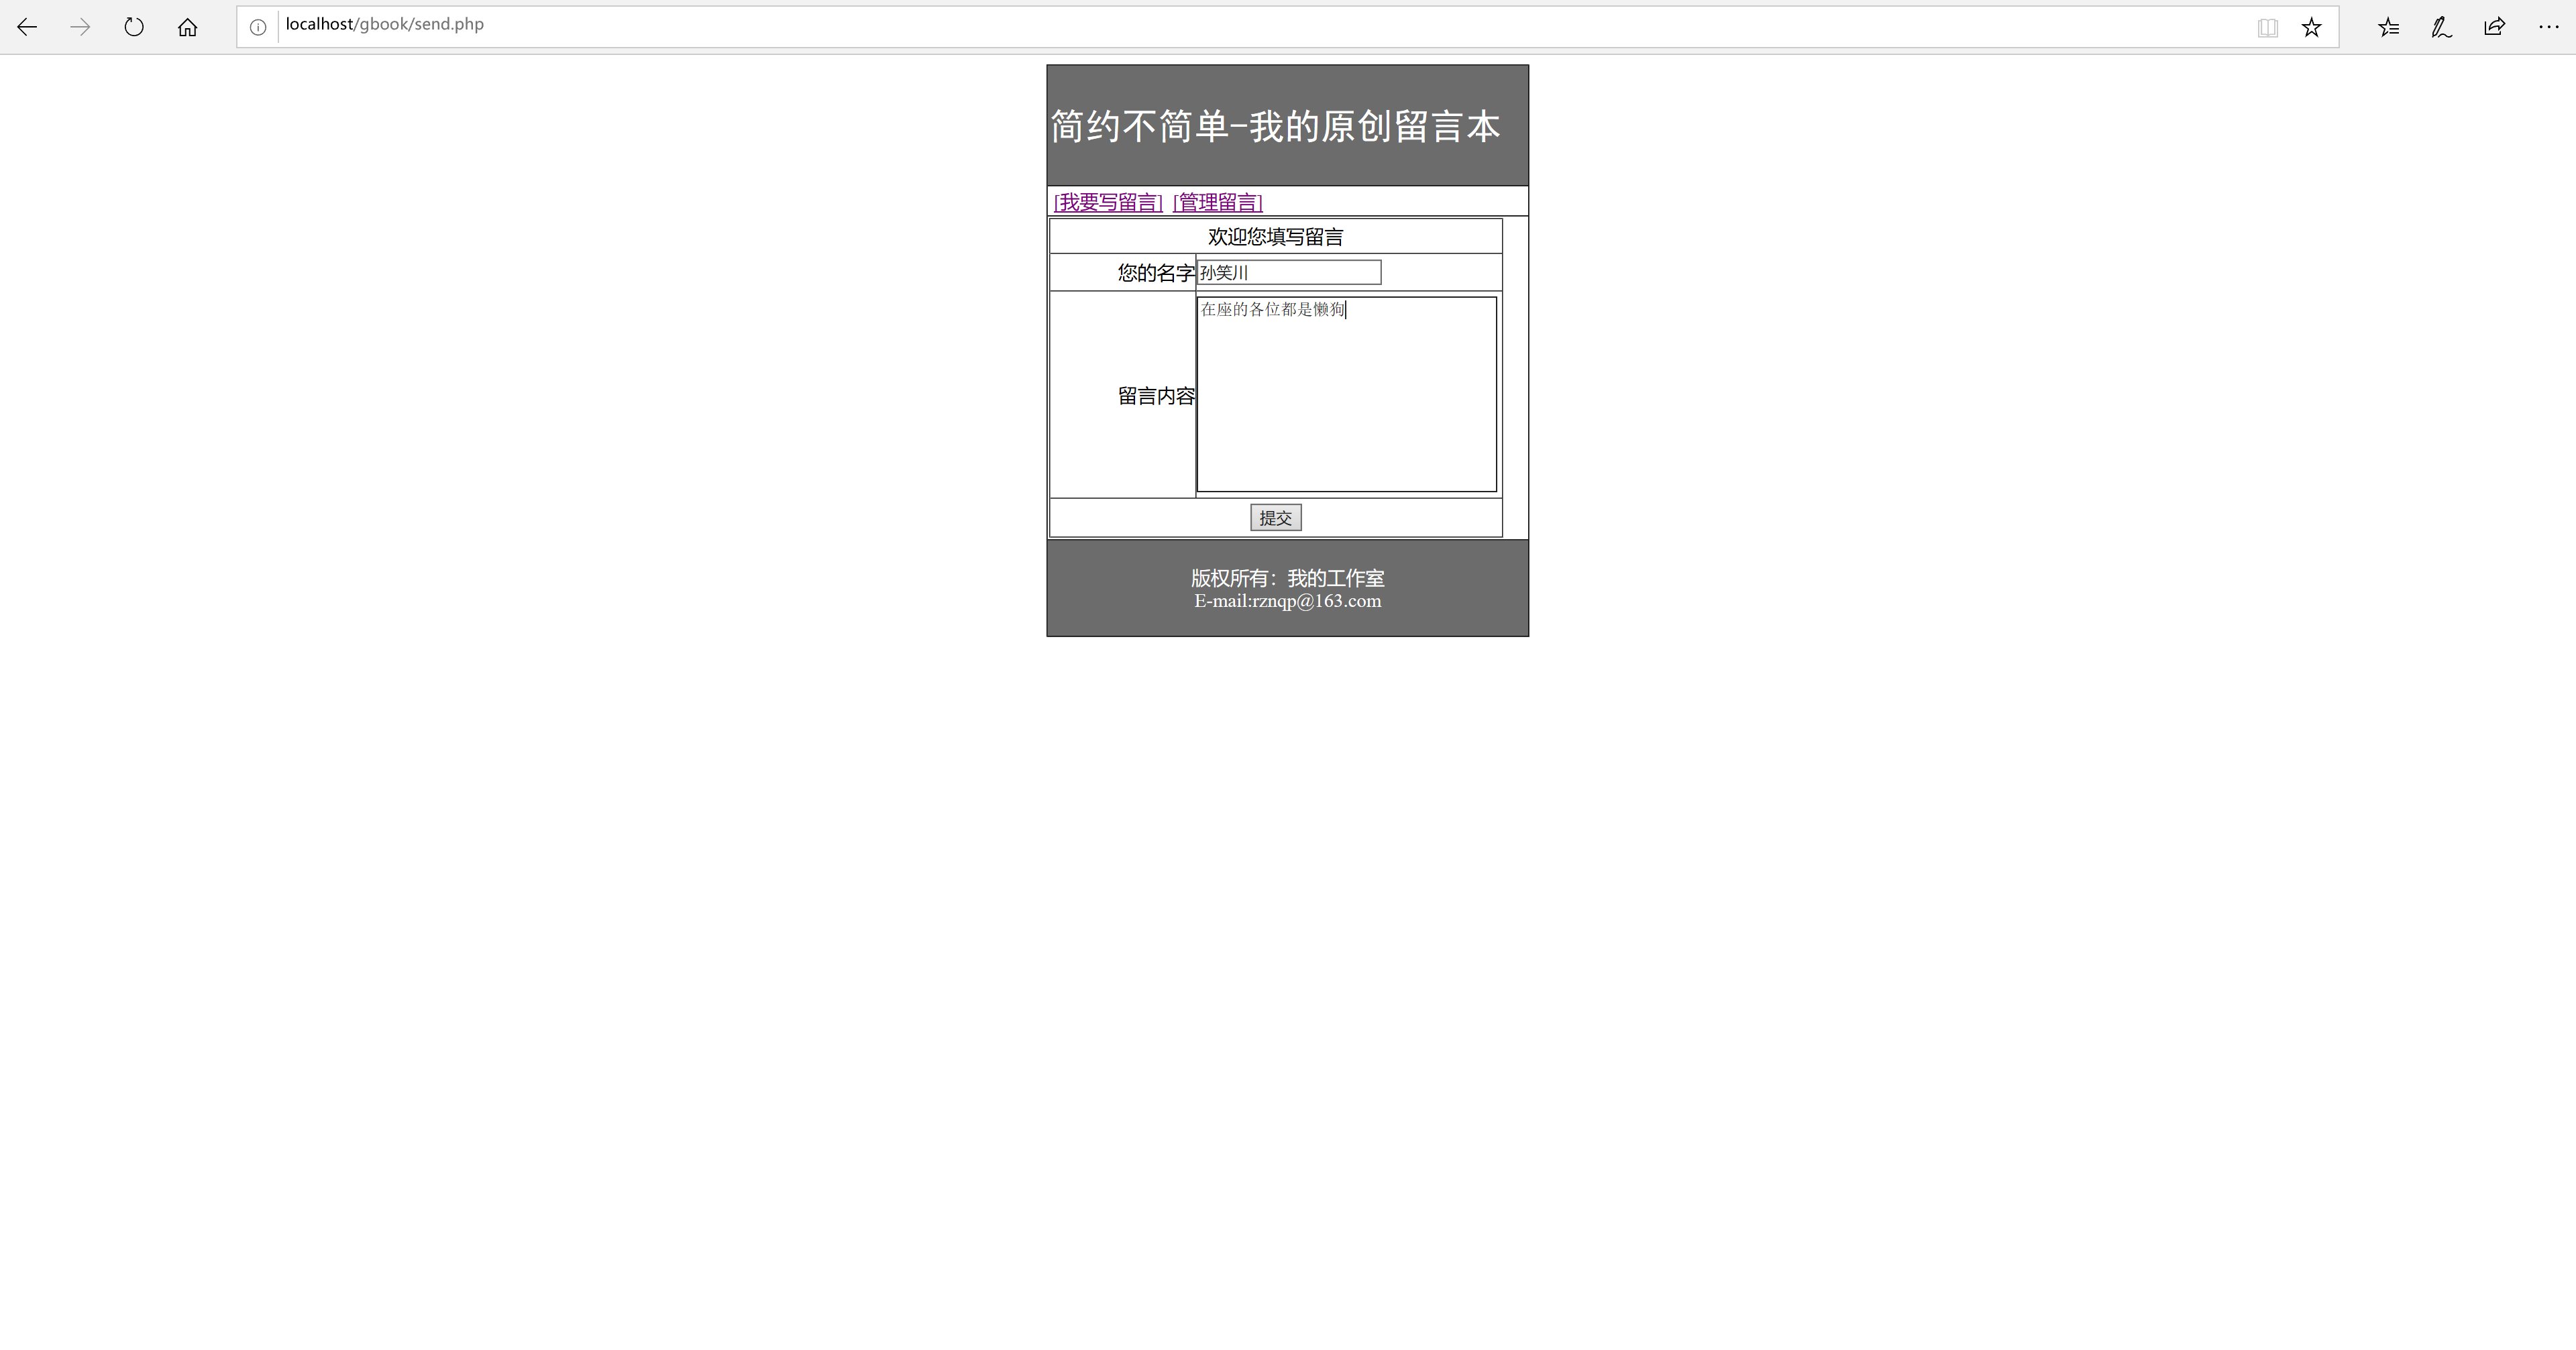 localhost/gbook/send.php
简约不简单-我的原创留言本
[我要写留言] [管理留言]
欢迎您填写留言
您的名字 孙笑川
在座的各位都是懒狗
留言内容
提交
版权所有：我的工作室
E-mail:rznqp@163.com